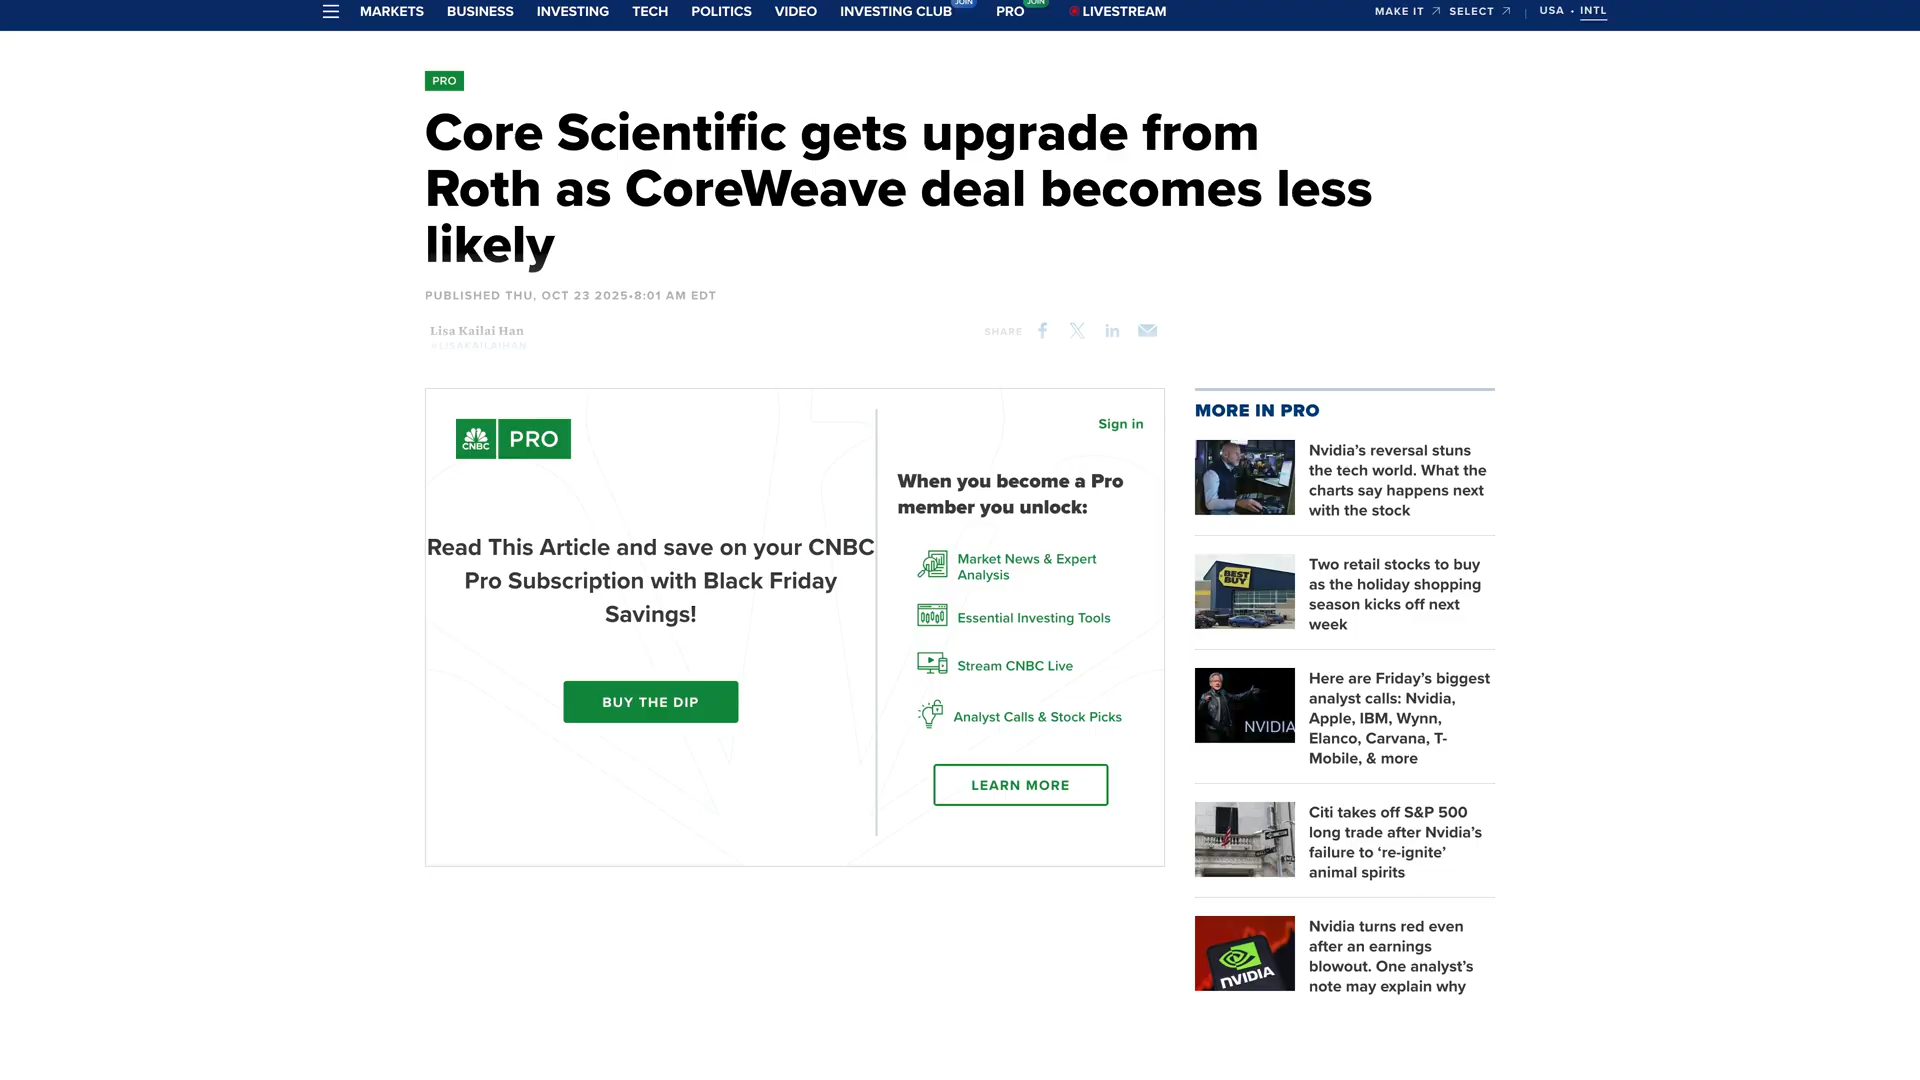 MARKETS BUSINESS INVESTING TECH POLITICS VIDEO INVESTING CLUB JOIN PRO JOIN LIVESTREAM MAKE IT SELECT USA • INTL
PRO
Core Scientific gets upgrade from
Roth as CoreWeave deal becomes less
likely
PUBLISHED THU, OCT 23 2025•8:01 AM EDT
Lisa Kailai Han
@LISAKAILAIHAN
SHARE
CNBC PRO
Read This Article and save on your CNBC
Pro Subscription with Black Friday
Savings!
BUY THE DIP
Sign in
When you become a Pro
member you unlock:
Market News & Expert
Analysis
Essential Investing Tools
Stream CNBC Live
Analyst Calls & Stock Picks
LEARN MORE
MORE IN PRO
Nvidia’s reversal stuns
the tech world. What the
charts say happens next
with the stock
BEST
BUY
Two retail stocks to buy
as the holiday shopping
season kicks off next
week
NVIDIA
Here are Friday’s biggest
analyst calls: Nvidia,
Apple, IBM, Wynn,
Elanco, Carvana, T-
Mobile, & more
Citi takes off S&P 500
long trade after Nvidia’s
failure to ‘re-ignite’
animal spirits
NVIDIA
Nvidia turns red even
after an earnings
blowout. One analyst’s
note may explain why